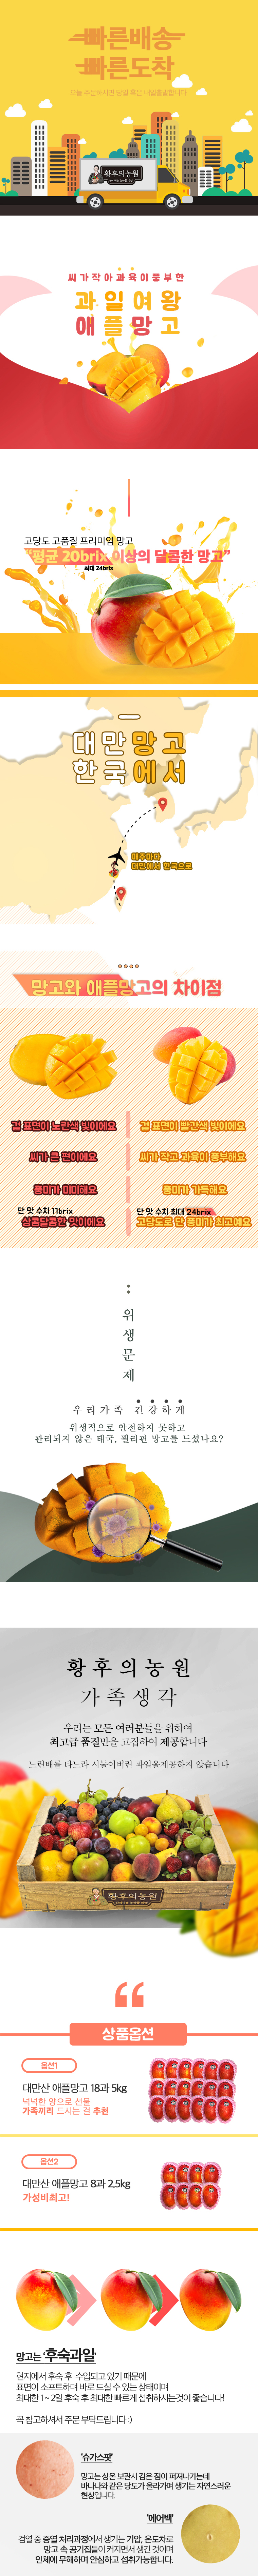 빠른배송
빠른도착
오늘 주문하시면 당일 혹은 내일출발합니다
황후의농원
씨가작아과육이풍부한
과일여왕
애플망고
고당도 고품질 프리미엄 망고
“평균 20brix 이상의 달콤한 망고”
최대 24brix
대만망고
한국에서
매주마다
대만에서 한국으로
망고와 애플망고의 차이점
겉 표면이 노란색 빛이에요
겉 표면이 빨간색 빛이에요
씨가 큰 편이에요
씨가 작고 과육이 풍부해요
풍미가 미미해요
풍미가 가득해요
단 맛 수치 11brix
상큼달콤한 맛이에요
단 맛 수치 최대 24brix
고당도로 단 풍미가 최고예요
위
생
문
제
우리가족 건강하게
위생적으로 안전하지 못하고
관리되지 않은 태국, 필리핀 망고를 드셨나요?
황후의농원
가족생각
우리는 모든 여러분들을 위하여
최고급 품질만을 고집하여 제공합니다
느린배를 타느라 시들어버린 과일을제공하지 않습니다
황후의농원
상품옵션
옵션1
대만산 애플망고 18과 5kg
넉넉한 양으로 선물
가족끼리 드시는 걸 추천
옵션2
대만산 애플망고 8과 2.5kg
가성비최고!
망고는 '후숙과일'
현지에서 후숙 후 수입되고 있기 때문에
표면이 소프트하며 바로 드실 수 있는 상태이며
최대한 1~ 2일 후숙 후 최대한 빠르게 섭취하시는것이 좋습니다!
꼭 참고하셔서 주문 부탁드립니다 :)
'슈가스팟'
망고는 상온 보관시 검은 점이 퍼져나가는데
바나나와 같은 당도가 올라가며 생기는 자연스러운
현상입니다.
'에어백'
검열 중 증열 처리과정에서 생기는 기압, 온도차로
망고 속 공기집들이 커지면서 생긴 것이며
인체에 무해하며 안심하고 섭취가능합니다.